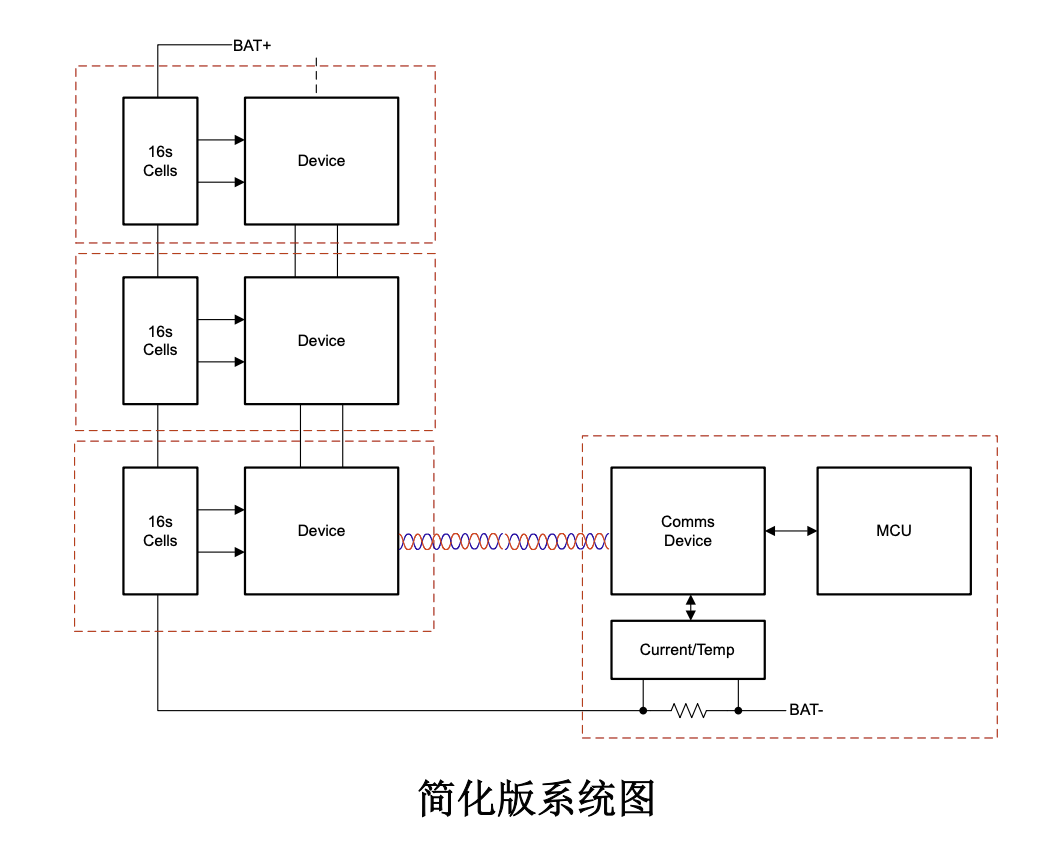 BAT+
16s
Cells
Device
16s
Cells
Device
16s
Cells
Device
Comms
Device
MCU
Current/Temp
BAT-
简化版系统图